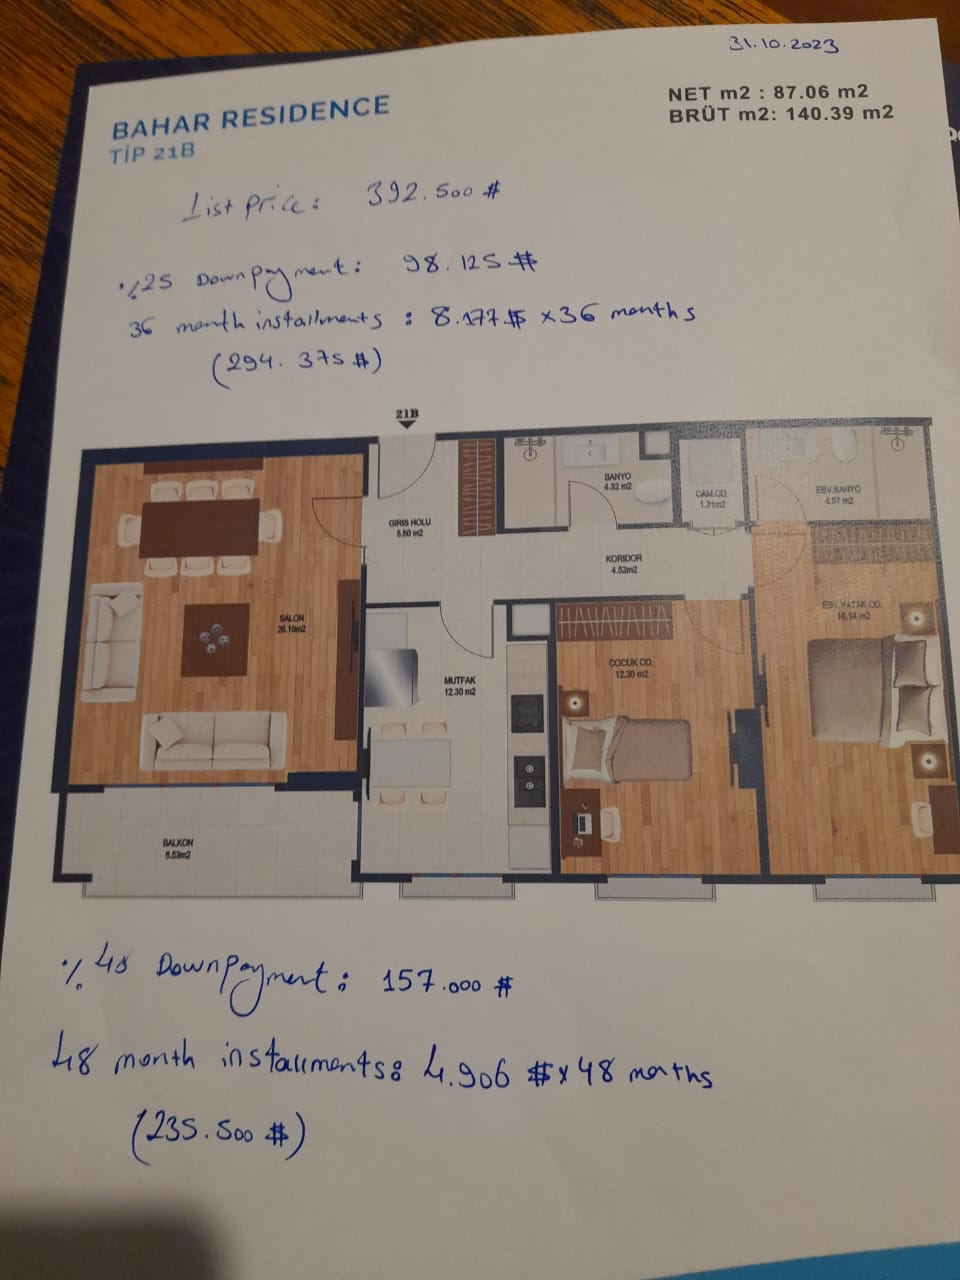 31.10.2023
BAHAR RESIDENCE
TİP 21B
NET m2 : 87.06 m2
BRÜT m2: 140.39 m2
List price: 392.500 $
%25 Downpayment: 98.125 $
36 month installments : 8.177 $ x36 months
(294.375 $)
21B
BANYO
4.32 m2
CAM.OD.
1.31m2
EBV.BANYO
4.57 m2
GIRIS HOLU
5.60 m2
KORIDOR
4.52m2
SALON
26.10m2
EBV.YATAK OD.
16.14 m2
MUTFAK
12.30 m2
ÇOCUK OD.
12.30 m2
BALKON
6.53m2
%40 Downpayment: 157.000 $
48 month installments: 4.906 $ x 48 months
(235.500 $)